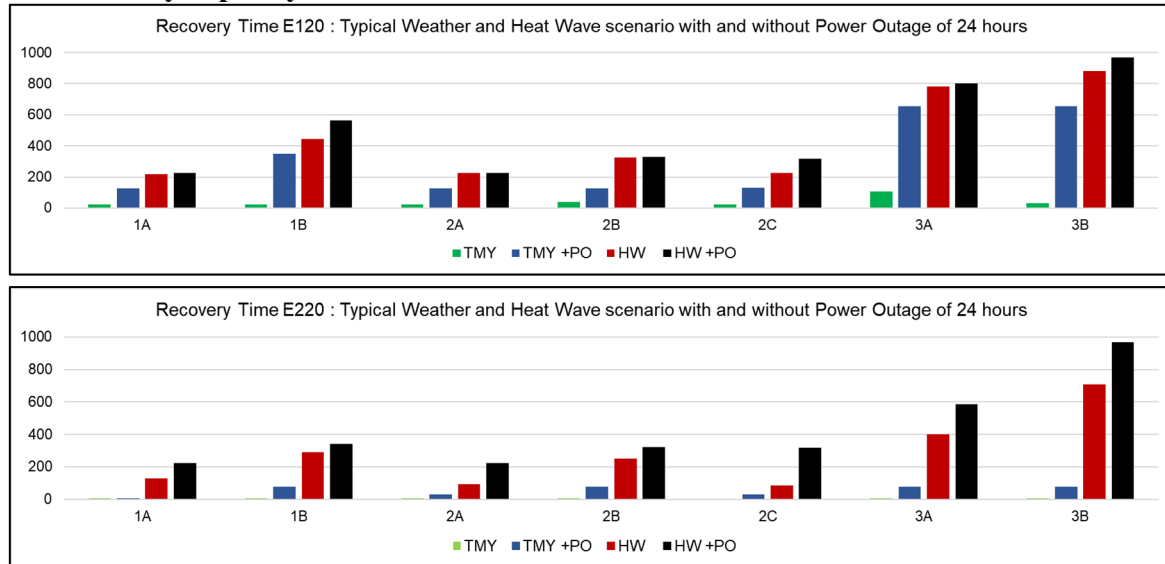 Recovery Time E120 : Typical Weather and Heat Wave scenario with and without Power Outage of 24 hours
1000
800
600
400
200
0
1A 1B 2A 2B 2C 3A 3B
TMY TMY +PO HW HW +PO
Recovery Time E220 : Typical Weather and Heat Wave scenario with and without Power Outage of 24 hours
1000
800
600
400
200
0
1A 1B 2A 2B 2C 3A 3B
TMY TMY +PO HW HW +PO